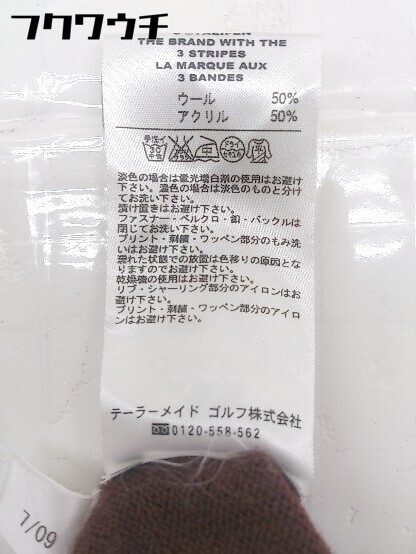 フクワウチ
THE BRAND WITH THE
3 STRIPES
LA MARQUE AUX
3 BANDES
ウール 50%
アクリル 50%
手洗イ
30
中性
ドライ
淡色の場合は蛍光増白剤の使用はお避け
下さい。濃色の場合は淡色のものと分け
てお洗い下さい。
漬け置きはお避け下さい。
ファスナー・ベルクロ・釦・バックルは
閉じてお洗い下さい。
プリント・刺繍・ワッペン部分のもみ洗
いはお避け下さい。
濡れた状態での放置は色移りの原因とな
りますのでお避け下さい。
乾燥機の使用はお避け下さい。
リブ・シャーリング部分のアイロンはお
避け下さい。
プリント・刺繍・ワッペン部分のアイロ
ンはお避け下さい。
テーラーメイド ゴルフ株式会社
0120-558-562
L/09